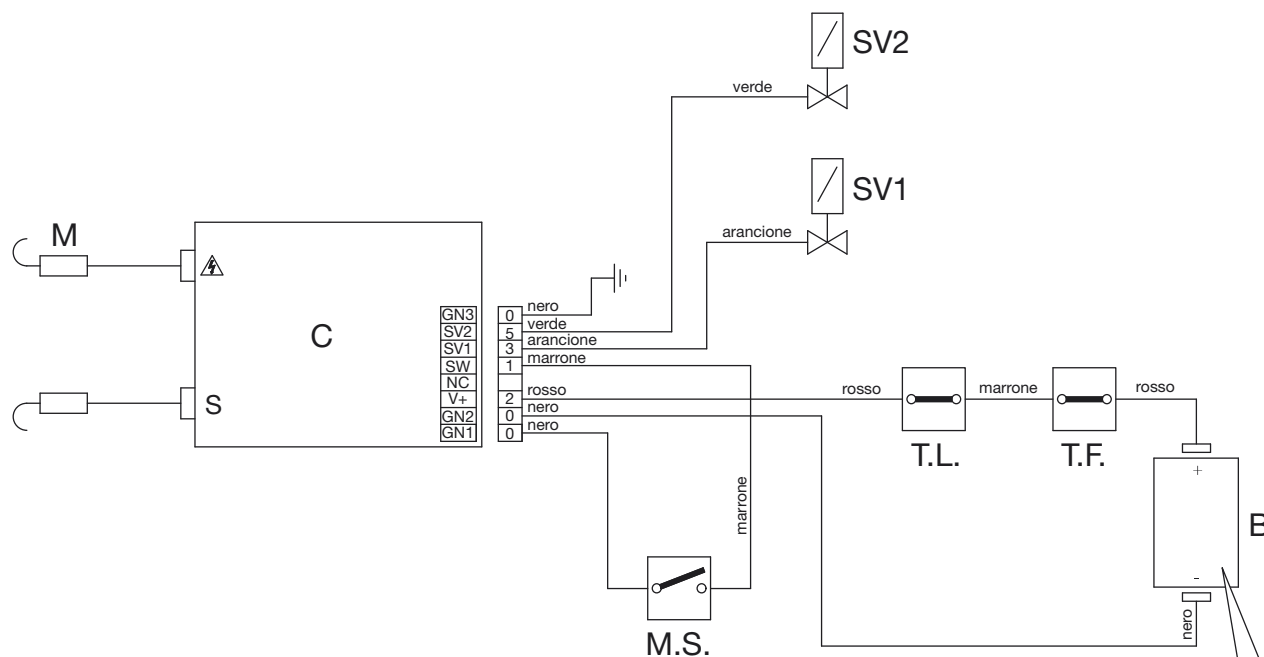 SV2
verde
SV1
arancione
M
C
S
GN3 0 nero
SV2 5 verde
SV1 3 arancione
SW 1 marrone
NC
V+ 2 rosso
GN2 0 nero
GN1 0 nero
rosso
marrone
rosso
T.L.
T.F.
+
-
B
marrone
nero
M.S.